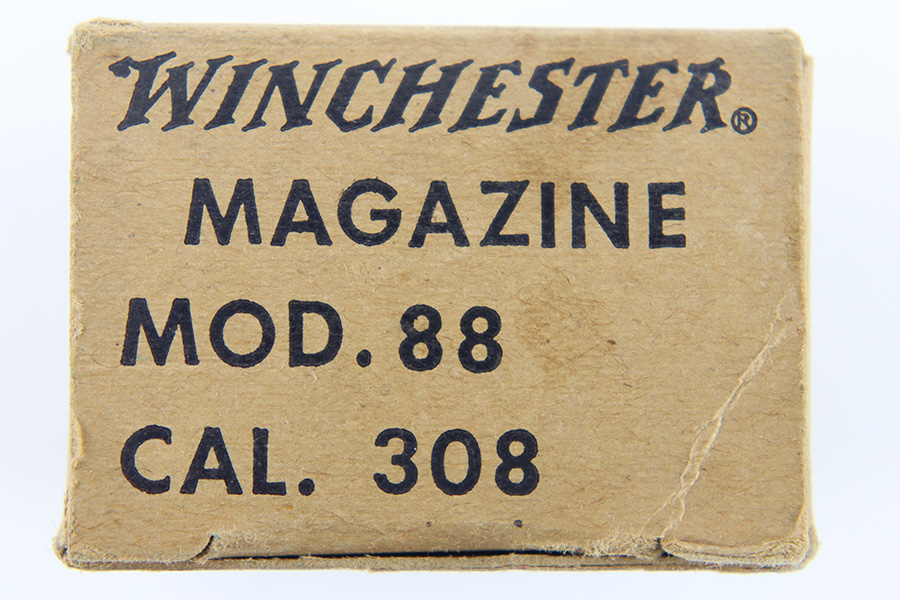 WINCHESTER®
MAGAZINE
MOD. 88
CAL. 308